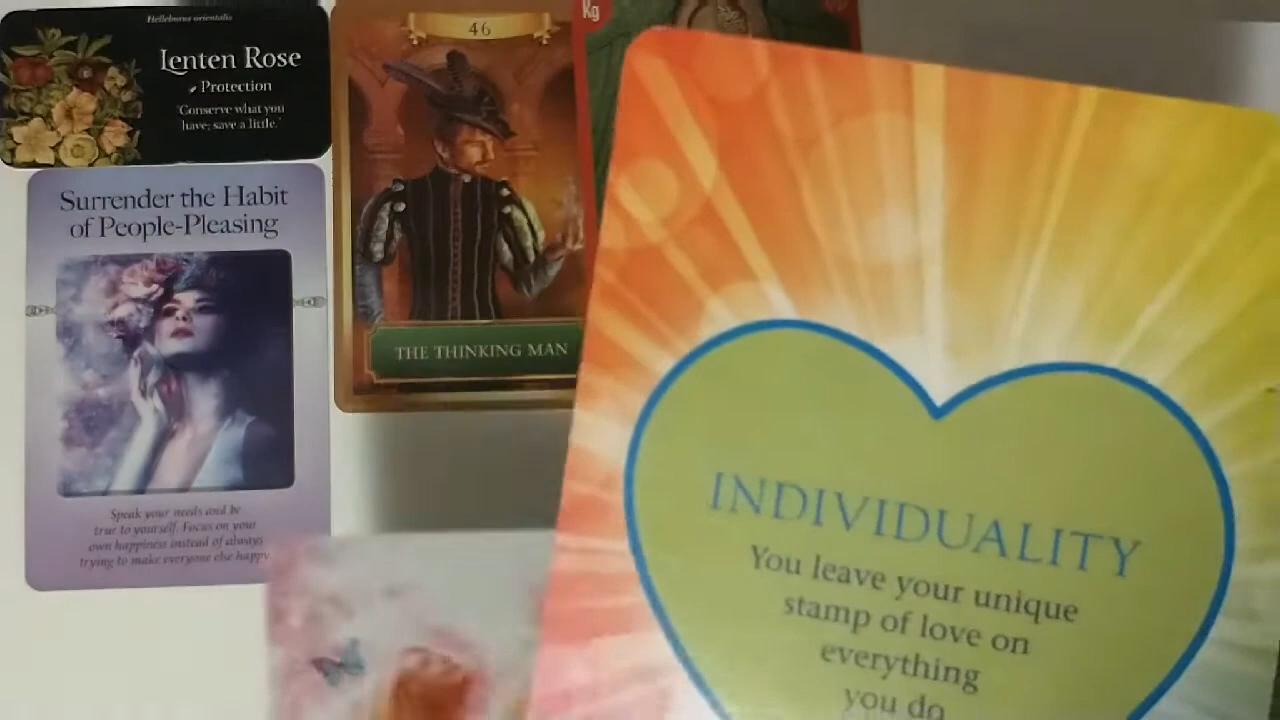 Helleborus orientalis
Lenten Rose
Protection
'Conserve what you
have; save a little.'
Surrender the Habit
of People-Pleasing
Speak your needs and be
true to yourself. Focus on your
own happiness instead of always
trying to make everyone else happy.
46
THE THINKING MAN
Kg
INDIVIDUALITY
You leave your unique
stamp of love on
everything
you do